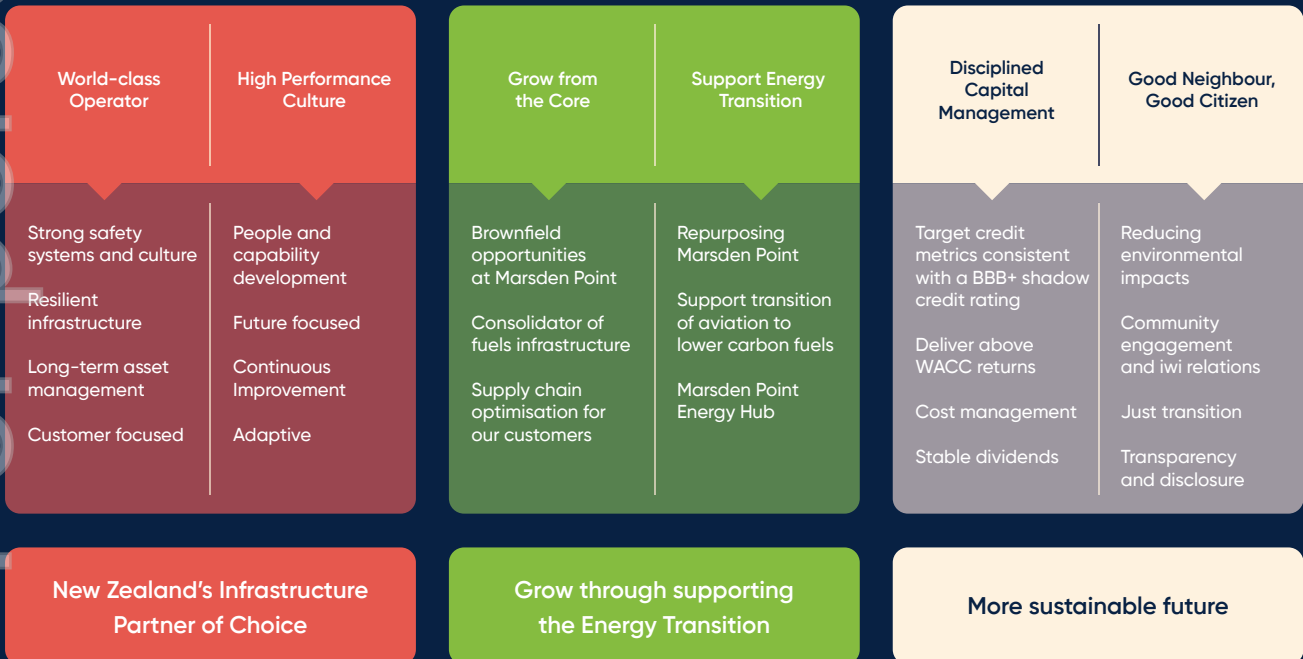 World-class
Operator
High Performance
Culture
Grow from
the Core
Support Energy
Transition
Disciplined
Capital
Management
Good Neighbour,
Good Citizen
Strong safety
systems and culture
Resilient
infrastructure
Long-term asset
management
Customer focused
People and
capability
development
Future focused
Continuous
Improvement
Adaptive
Brownfield
opportunities
at Marsden Point
Consolidator of
fuels infrastructure
Supply chain
optimisation for
our customers
Repurposing
Marsden Point
Support transition
of aviation to
lower carbon fuels
Marsden Point
Energy Hub
Target credit
metrics consistent
with a BBB+ shadow
credit rating
Deliver above
WACC returns
Cost management
Stable dividends
Reducing
environmental
impacts
Community
engagement
and iwi relations
Just transition
Transparency
and disclosure
New Zealand's Infrastructure
Partner of Choice
Grow through supporting
the Energy Transition
More sustainable future